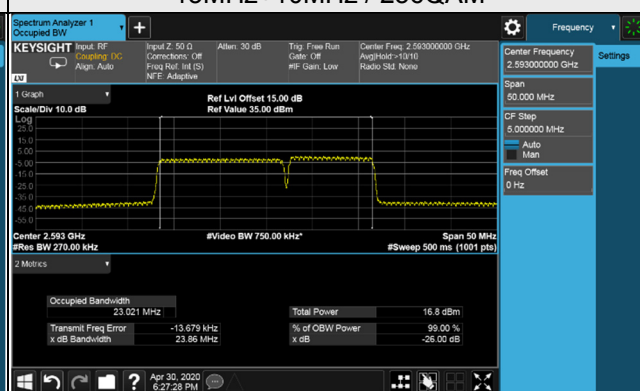 Spectrum Analyzer 1
Occupied BW
Frequency
KEYSIGHT
Input: RF
Coupling: DC
Align: Auto
Input Z: 50 Ω
Corrections: Off
Freq Ref: Int (S)
NFE: Adaptive
Atten: 30 dB
Trig: Free Run
Gate: Off
#IF Gain: Low
Center Freq: 2.593000000 GHz
Avg|Hold:>10/10
Radio Std: None
LXI
1 Graph
Scale/Div 10.0 dB
Ref Lvl Offset 15.00 dB
Ref Value 35.00 dBm
Log
25.0
15.0
5.00
-5.00
-15.0
-25.0
-35.0
-45.0
-55.0
Center 2.593 GHz
#Res BW 270.00 kHz
#Video BW 750.00 kHz*
Span 50 MHz
#Sweep 500 ms (1001 pts)
2 Metrics
Occupied Bandwidth
23.021 MHz
Transmit Freq Error -13.679 kHz
x dB Bandwidth 23.86 MHz
Total Power 16.8 dBm
% of OBW Power 99.00 %
x dB -26.00 dB
Center Frequency
2.593000000 GHz
Span
50.000 MHz
CF Step
5.000000 MHz
Auto
Man
Freq Offset
0 Hz
Settings
Apr 30, 2020
6:27:28 PM